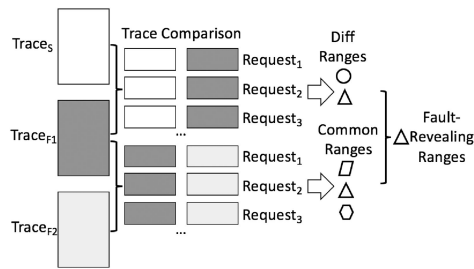 Trace Comparison
Trace_S
Request_1
Request_2
Request_3
...
Trace_F1
Request_1
Request_2
Request_3
...
Trace_F2
Diff
Ranges
Common
Ranges
Fault-
Revealing
Ranges